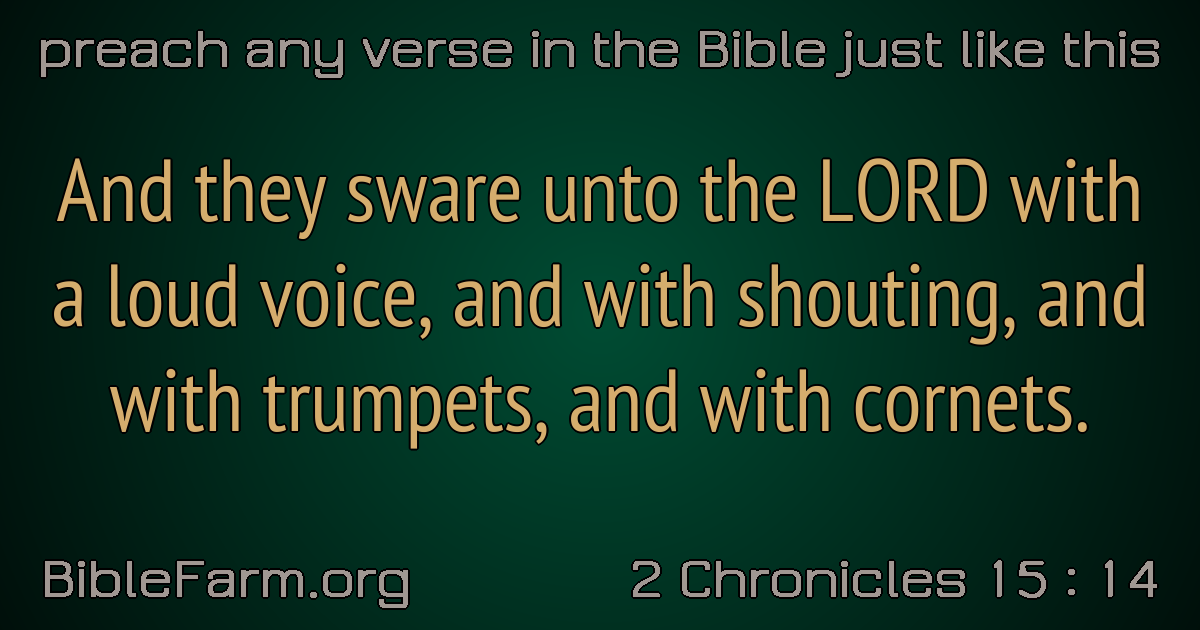 preach any verse in the Bible just like this
And they sware unto the LORD with
a loud voice, and with shouting, and
with trumpets, and with cornets.
BibleFarm.org
2 Chronicles 15 : 14